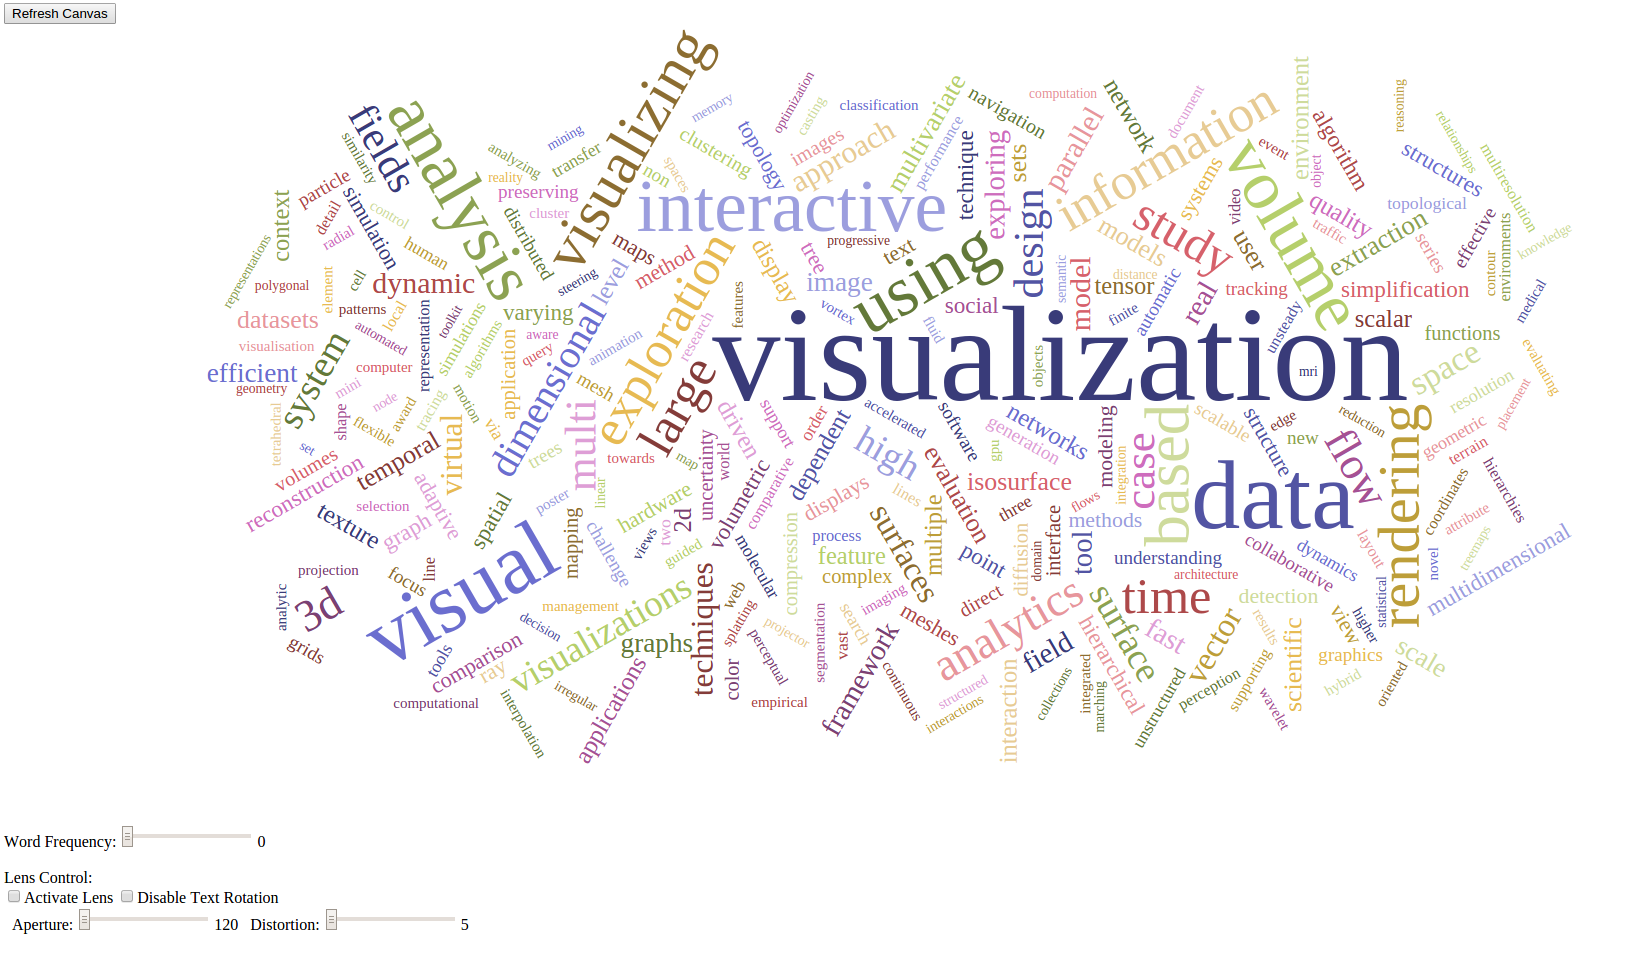 Refresh Canvas
visualization
visual
data
interactive
using
volume
analysis
visualizing
information
based
rendering
exploration
large
time
study
design
high
case
flow
multi
dimensional
analytics
surface
3d
fields
system
space
visualizations
techniques
surfaces
dynamic
temporal
virtual
efficient
datasets
model
exploring
approach
multivariate
parallel
network
navigation
computation
document
environment
event
object
algorithm
reasoning
relationships
structures
multiresolution
topological
quality
traffic
extraction
series
effective
environments
contour
knowledge
simplification
tracking
scalar
functions
medical
unsteady
mri
evaluating
placement
resolution
systems
video
user
models
distance
tensor
automatic
real
finite
semantic
social
objects
sets
technique
performance
classification
casting
optimization
memory
topology
images
clustering
non
spaces
mining
transfer
analyzing
reality
preserving
cluster
distributed
similarity
particle
detail
radial
simulation
control
human
context
representations
polygonal
element
cell
patterns
local
automated
computer
representation
toolkit
simulations
algorithms
varying
aware
query
application
steering
level
method
maps
display
tree
progressive
text
image
vortex
fluid
features
research
animation
mesh
visualisation
geometry
mini
node
shape
flexible
award
tracing
motion
via
tetrahedral
set
volumes
reconstruction
selection
adaptive
texture
graph
spatial
trees
poster
towards
linear
map
driven
support
order
world
uncertainty
hardware
two
2d
views
guided
volumetric
comparative
dependent
accelerated
software
gpu
networks
generation
modeling
integration
flows
scalable
structure
edge
new
reduction
geometric
terrain
hierarchies
coordinates
attribute
treemaps
multidimensional
layout
novel
statistical
dynamics
collaborative
understanding
architecture
methods
tool
interface
domain
diffusion
three
isosurface
evaluation
lines
displays
multiple
point
process
feature
complex
compression
molecular
web
splatting
projector
perceptual
color
empirical
segmentation
vast
search
imaging
meshes
direct
framework
continuous
structured
interactions
interaction
field
collections
integrated
marching
hierarchical
fast
vector
unstructured
perception
supporting
results
wavelet
scientific
detection
view
higher
graphics
hybrid
oriented
scale
projection
line
focus
analytic
grids
tools
comparison
ray
computational
interpolation
irregular
applications
graphs
management
decision
challenge
mapping
Word Frequency: 0
Lens Control:
Activate Lens Disable Text Rotation
Aperture: 120 Distortion: 5